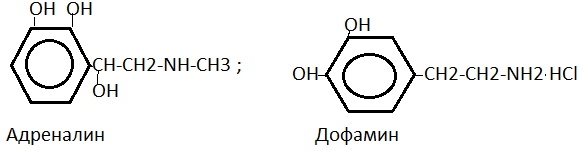 OH OH
CH-CH2-NH-CH3 ;
OH
Адреналин
OH
OH
CH2-CH2-NH2·HCl
Дофамин